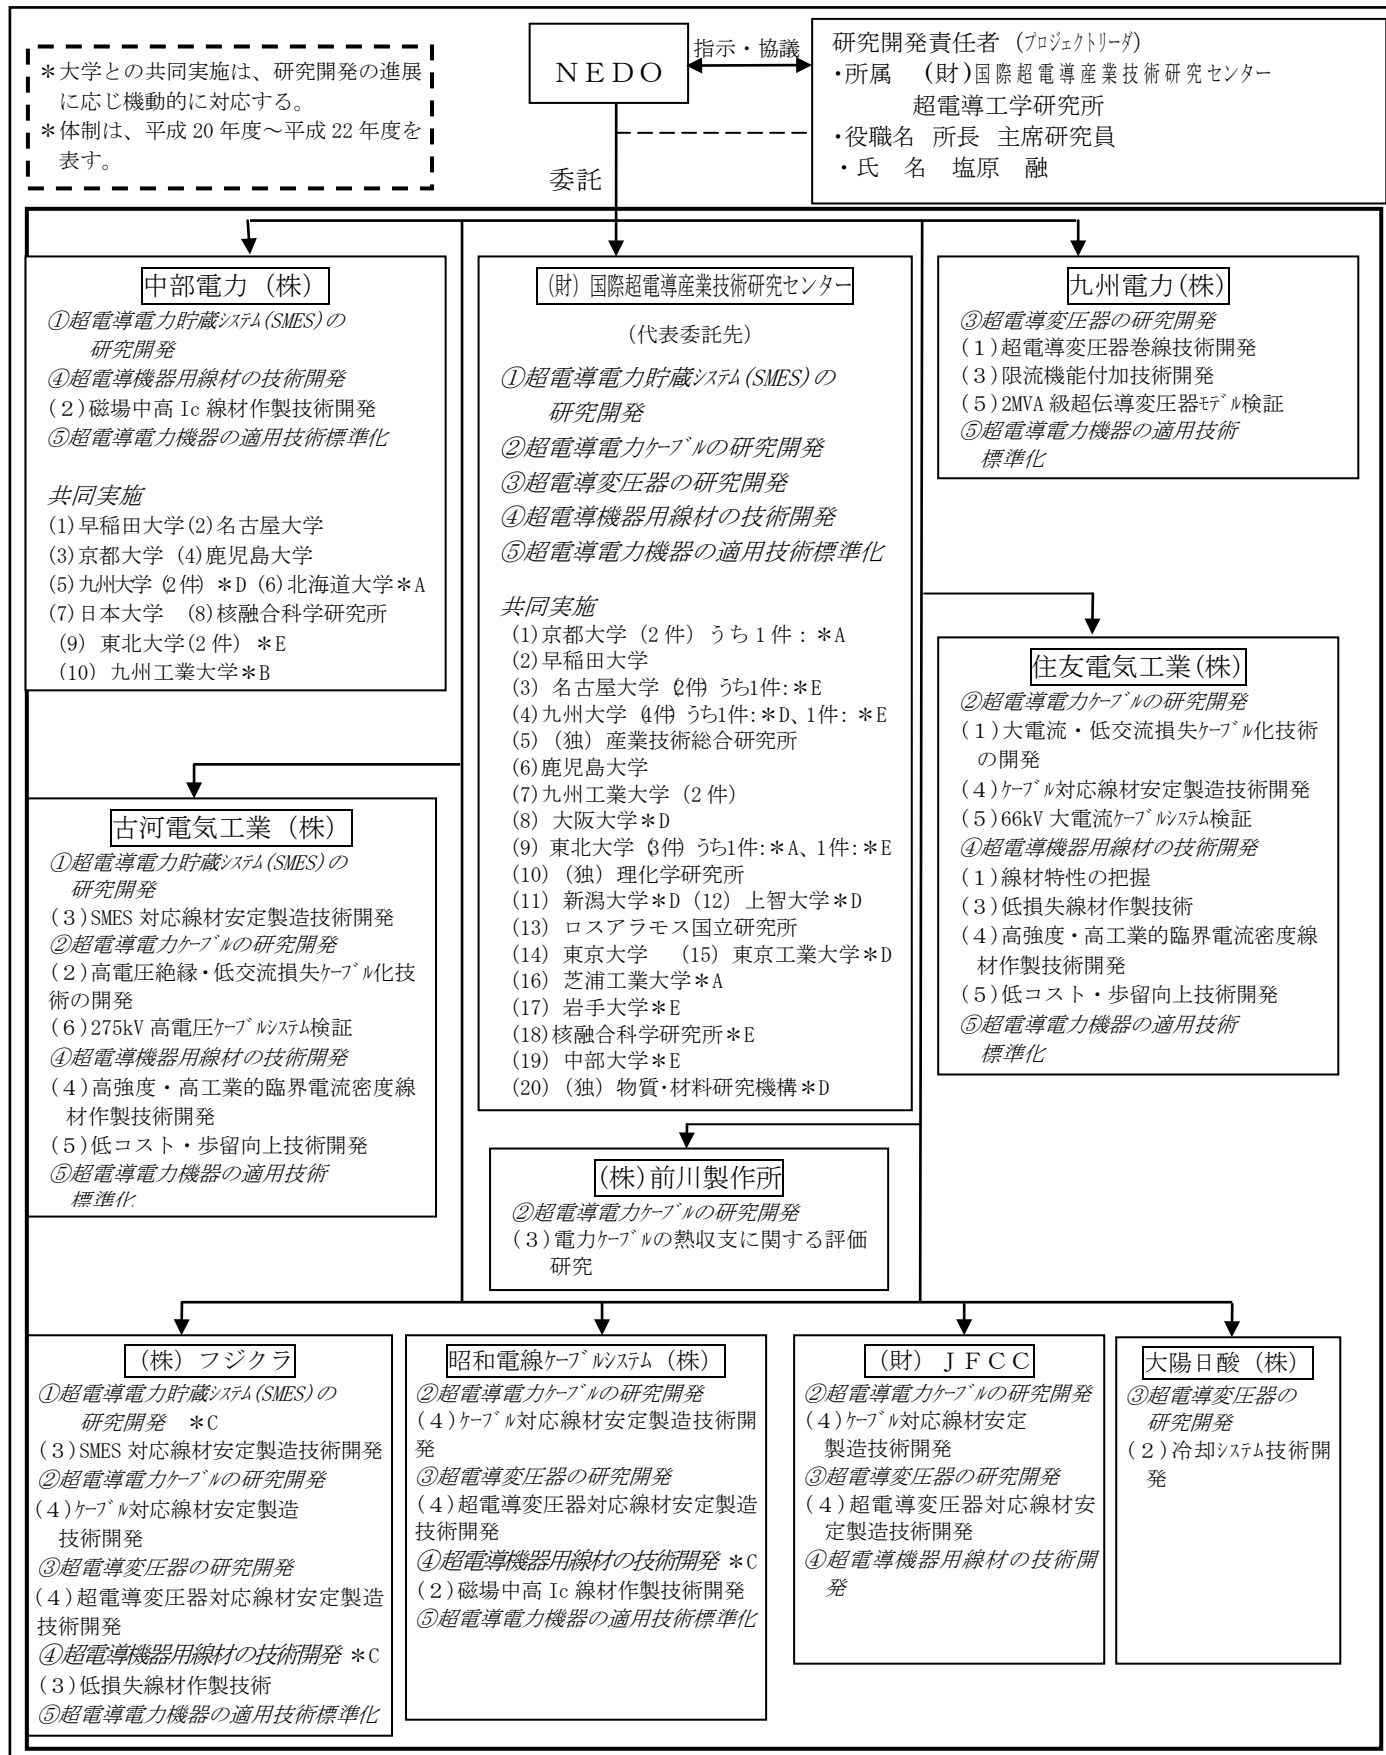 ＊大学との共同実施は、研究開発の進展
に応じ機動的に対応する。
＊体制は、平成 20 年度～平成 22 年度を
表す。
ＮＥＤＯ
指示・協議
研究開発責任者（プロジェクトリーダ）
・所属　(財)国際超電導産業技術研究センター
超電導工学研究所
・役職名 所長 主席研究員
・氏　名　塩原　融
委託
中部電力（株）
①超電導電力貯蔵システム(SMES)の
研究開発
④超電導機器用線材の技術開発
(２)磁場中高 Ic 線材作製技術開発
⑤超電導電力機器の適用技術標準化
共同実施
(1)早稲田大学(2)名古屋大学
(3)京都大学 (4)鹿児島大学
(5)九州大学（2件）＊D (6)北海道大学＊A
(7)日本大学　(8)核融合科学研究所
(9) 東北大学(2 件) ＊E
(10) 九州工業大学＊B
（財）国際超電導産業技術研究センター
（代表委託先）
①超電導電力貯蔵システム(SMES)の
研究開発
②超電導電力ケーブルの研究開発
③超電導変圧器の研究開発
④超電導機器用線材の技術開発
⑤超電導電力機器の適用技術標準化
共同実施
(1)京都大学（2 件）うち 1 件：＊A
(2)早稲田大学
(3) 名古屋大学（2件）うち1件:＊E
(4)九州大学（4件）うち1件:＊D、1件: ＊E
(5)（独）産業技術総合研究所
(6)鹿児島大学
(7)九州工業大学（2 件）
(8) 大阪大学＊D
(9) 東北大学（3件）うち1件:＊A、1件:＊E
(10)（独）理化学研究所
(11) 新潟大学＊D (12) 上智大学＊D
(13) ロスアラモス国立研究所
(14) 東京大学　(15) 東京工業大学＊D
(16) 芝浦工業大学＊A
(17) 岩手大学＊E
(18)核融合科学研究所＊E
(19) 中部大学＊E
(20)（独）物質・材料研究機構＊D
九州電力(株)
③超電導変圧器の研究開発
(１)超電導変圧器巻線技術開発
(３)限流機能付加技術開発
(５)2MVA 級超伝導変圧器モデル検証
⑤超電導電力機器の適用技術
標準化
住友電気工業(株)
②超電導電力ケーブルの研究開発
(１)大電流・低交流損失ケーブル化技術
の開発
(４)ケーブル対応線材安定製造技術開発
(５)66kV 大電流ケーブルシステム検証
④超電導機器用線材の技術開発
(１)線材特性の把握
(３)低損失線材作製技術
(４)高強度・高工業的臨界電流密度線
材作製技術開発
(５)低コスト・歩留向上技術開発
⑤超電導電力機器の適用技術
標準化
古河電気工業（株）
①超電導電力貯蔵システム(SMES)の
研究開発
(３)SMES 対応線材安定製造技術開発
②超電導電力ケーブルの研究開発
(２)高電圧絶縁・低交流損失ケーブル化技
術の開発
(６)275kV 高電圧ケーブルシステム検証
④超電導機器用線材の技術開発
(４)高強度・高工業的臨界電流密度線
材作製技術開発
(５)低コスト・歩留向上技術開発
⑤超電導電力機器の適用技術
標準化
(株)前川製作所
②超電導電力ケーブルの研究開発
(３)電力ケーブルの熱収支に関する評価
研究
（株）フジクラ
①超電導電力貯蔵システム(SMES)の
研究開発　＊C
(３)SMES 対応線材安定製造技術開発
②超電導電力ケーブルの研究開発
(４)ケーブル対応線材安定製造
技術開発
③超電導変圧器の研究開発
(４)超電導変圧器対応線材安定製造
技術開発
④超電導機器用線材の技術開発 ＊C
(３)低損失線材作製技術
⑤超電導電力機器の適用技術標準化
昭和電線ケーブルシステム（株）
②超電導電力ケーブルの研究開発
(４)ケーブル対応線材安定製造技術開
発
③超電導変圧器の研究開発
(４)超電導変圧器対応線材安定製造
技術開発
④超電導機器用線材の技術開発 ＊C
(２)磁場中高 Ic 線材作製技術開発
⑤超電導電力機器の適用技術標準化
（財）ＪＦＣＣ
②超電導電力ケーブルの研究開発
(４)ケーブル対応線材安定
製造技術開発
③超電導変圧器の研究開発
(４)超電導変圧器対応線材安
定製造技術開発
④超電導機器用線材の技術開
発
大陽日酸（株）
③超電導変圧器の
研究開発
(２)冷却システム技術開
発